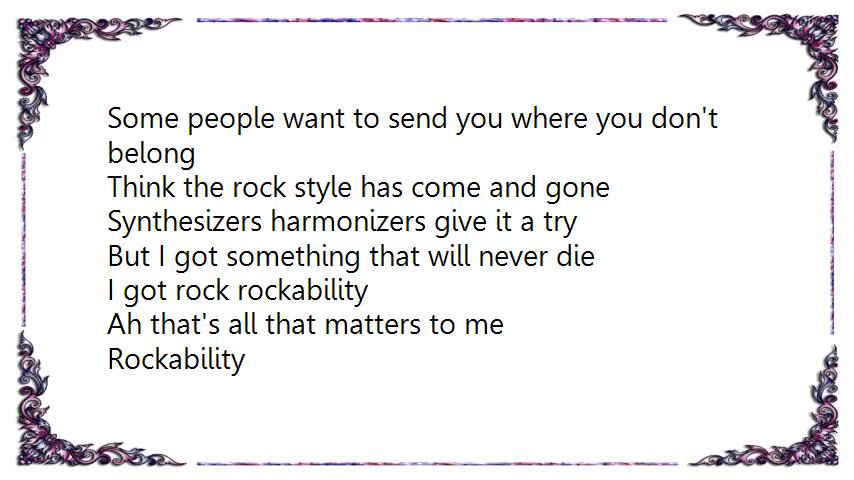 Some people want to send you where you don't
belong
Think the rock style has come and gone
Synthesizers harmonizers give it a try
But I got something that will never die
I got rock rockability
Ah that's all that matters to me
Rockability